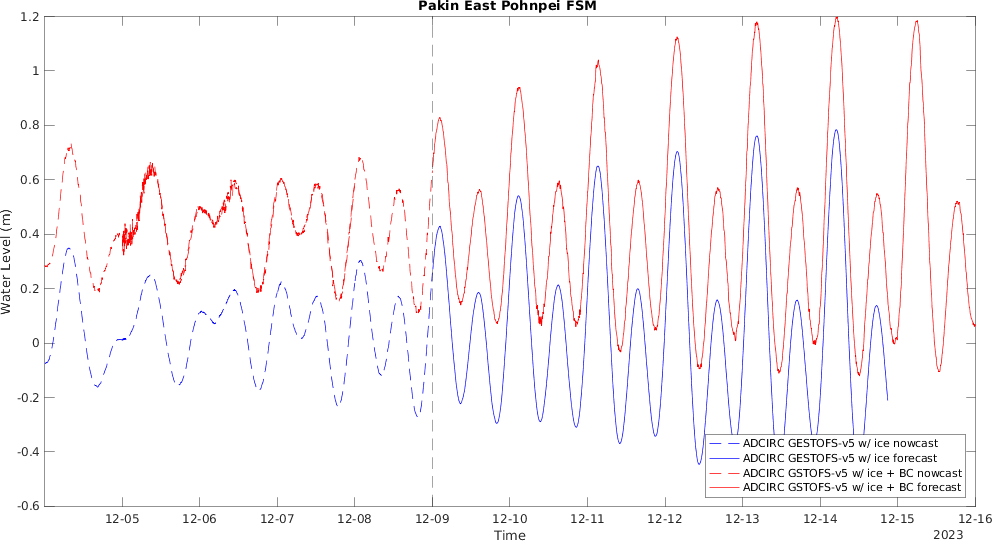 Pakin East Pohnpei FSM
1.2
1
0.8
0.6
0.4
0.2
0
-0.2
-0.4
-0.6
Water Level (m)
ADCIRC GESTOFS-v5 w/ ice nowcast
ADCIRC GESTOFS-v5 w/ ice forecast
ADCIRC GSTOFS-v5 w/ ice + BC nowcast
ADCIRC GSTOFS-v5 w/ ice + BC forecast
12-05 12-06 12-07 12-08 12-09 12-10 12-11 12-12 12-13 12-14 12-15 12-16
Time
2023